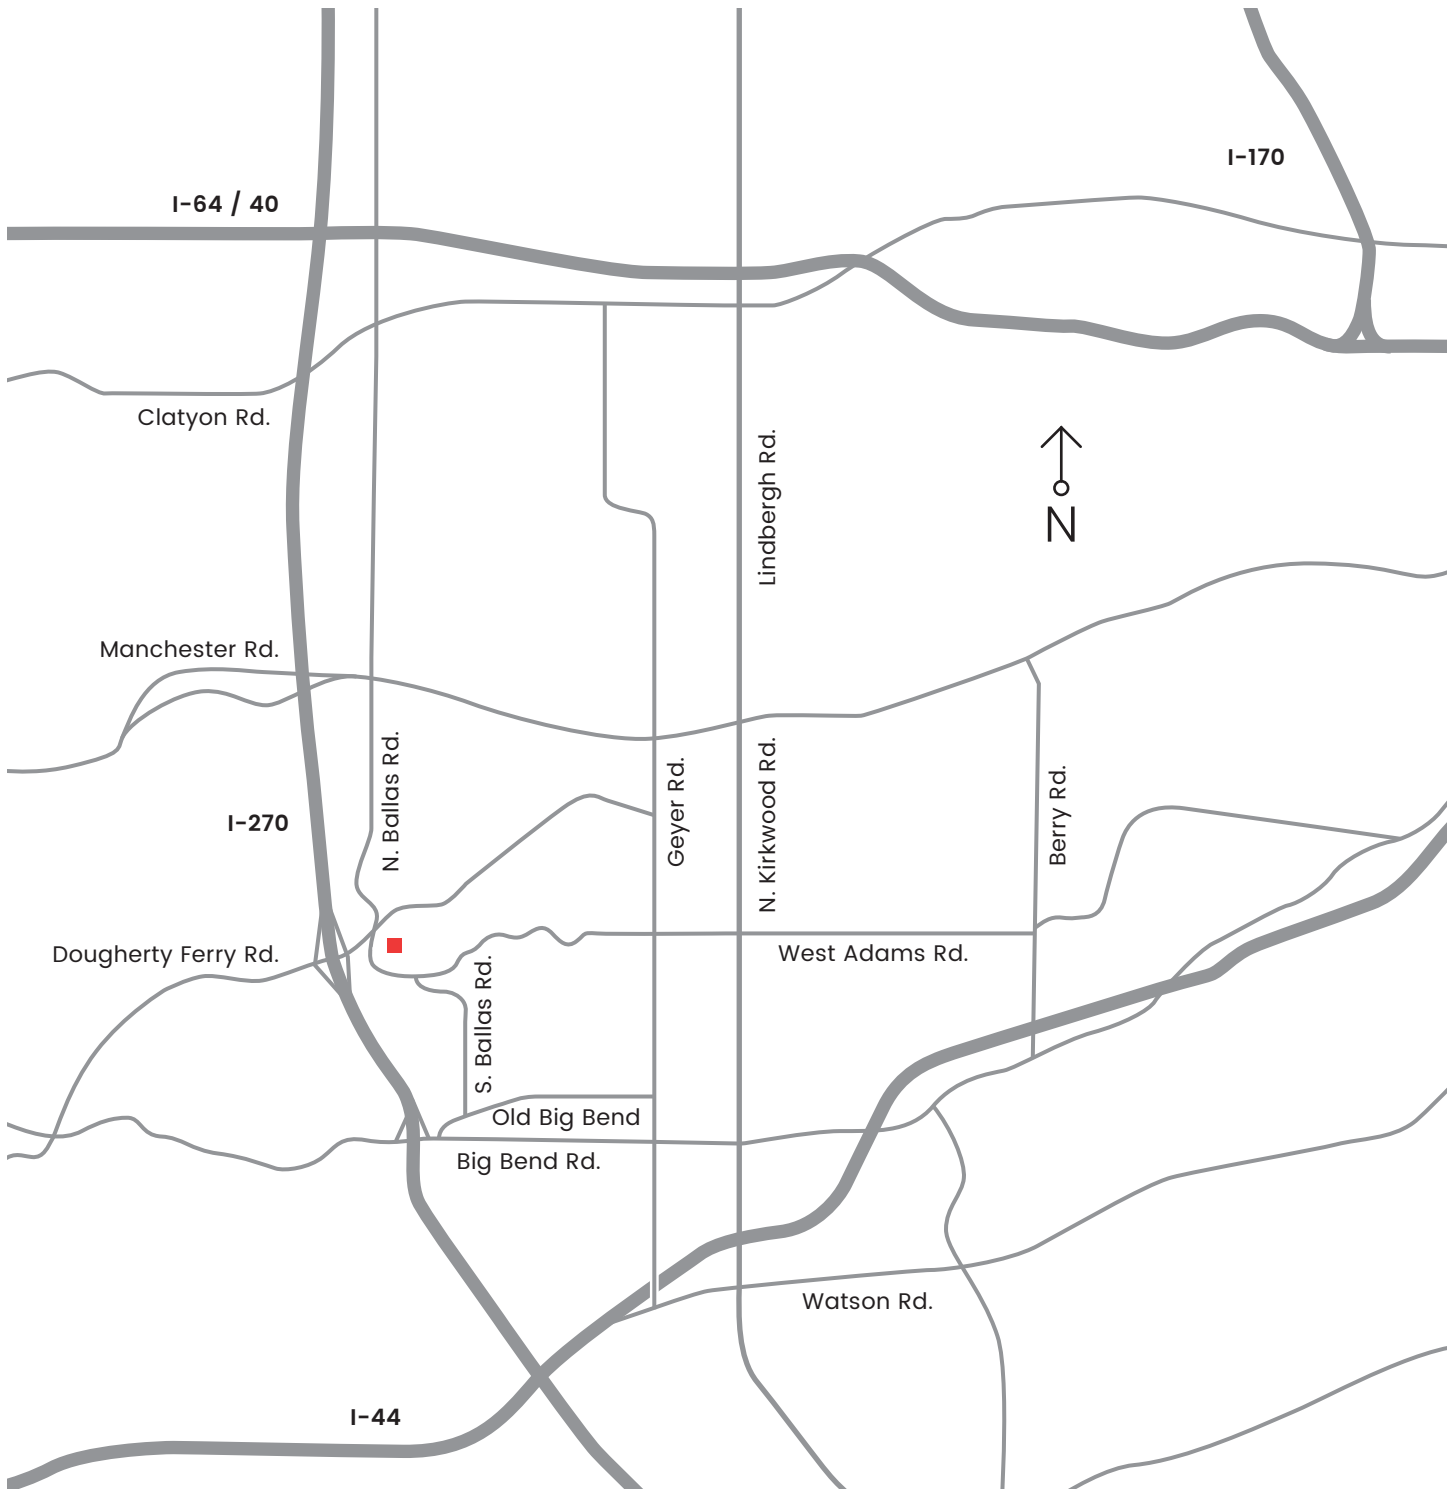 I-170
I-64 / 40
Clatyon Rd.
Lindbergh Rd.
N
Manchester Rd.
N. Ballas Rd.
Geyer Rd.
N. Kirkwood Rd.
Berry Rd.
I-270
Dougherty Ferry Rd.
West Adams Rd.
S. Ballas Rd.
Old Big Bend
Big Bend Rd.
Watson Rd.
I-44